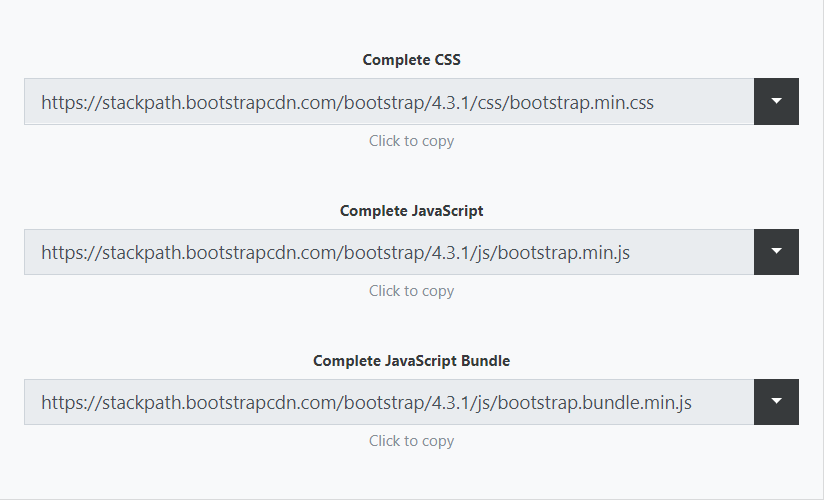 Complete CSS
https://stackpath.bootstrapcdn.com/bootstrap/4.3.1/css/bootstrap.min.css
Click to copy
Complete JavaScript
https://stackpath.bootstrapcdn.com/bootstrap/4.3.1/js/bootstrap.min.js
Click to copy
Complete JavaScript Bundle
https://stackpath.bootstrapcdn.com/bootstrap/4.3.1/js/bootstrap.bundle.min.js
Click to copy